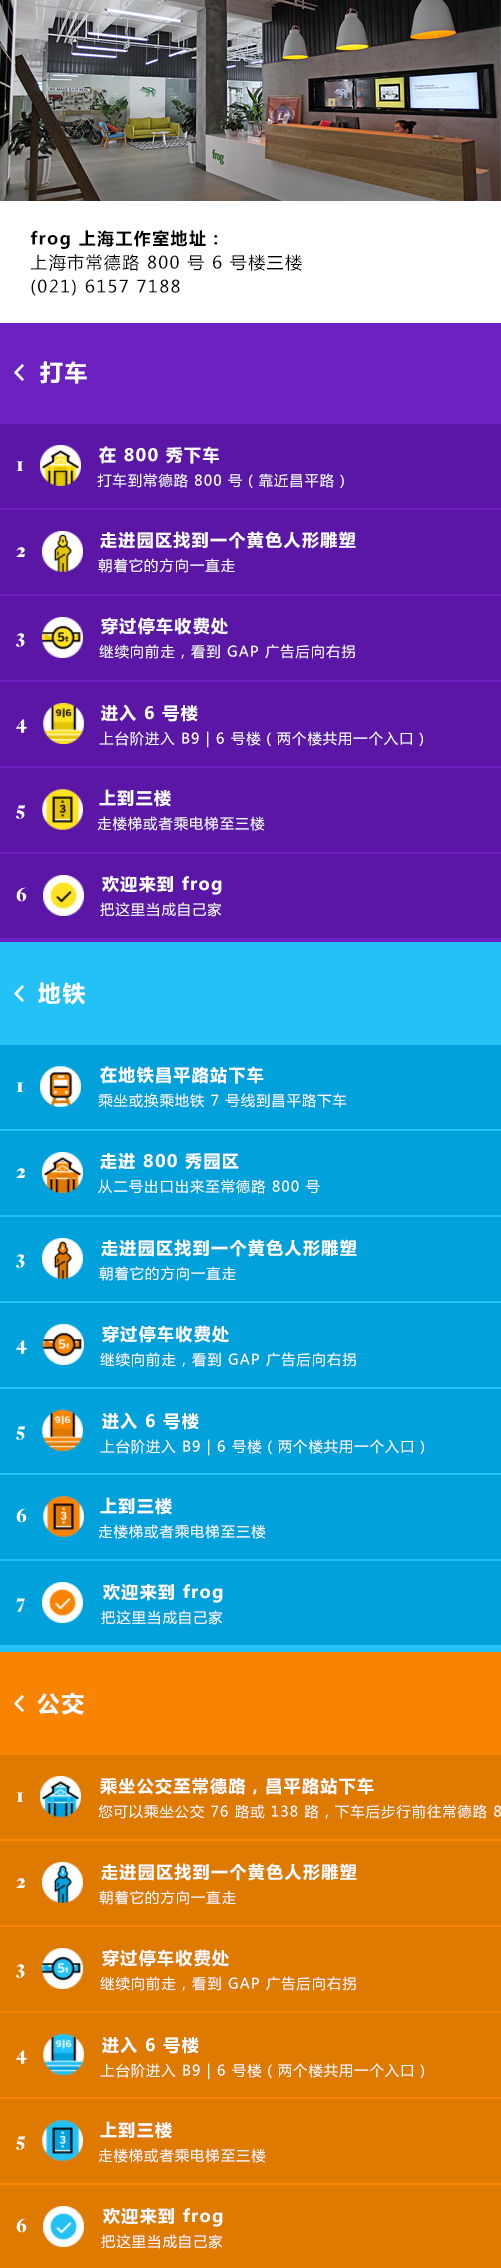 frog
frog 上海工作室地址：
上海市常德路 800 号 6 号楼三楼
(021) 6157 7188
打车
1
在 800 秀下车
打车到常德路 800 号 ( 靠近昌平路 )
2
走进园区找到一个黄色人形雕塑
朝着它的方向一直走
3
5t
穿过停车收费处
继续向前走，看到 GAP 广告后向右拐
4
9|6
进入 6 号楼
上台阶进入 B9 | 6 号楼 ( 两个楼共用一个入口 )
5
3
上到三楼
走楼梯或者乘电梯至三楼
6
欢迎来到 frog
把这里当成自己家
地铁
1
在地铁昌平路站下车
乘坐或换乘地铁 7 号线到昌平路下车
2
走进 800 秀园区
从二号出口出来至常德路 800 号
3
走进园区找到一个黄色人形雕塑
朝着它的方向一直走
4
5t
穿过停车收费处
继续向前走，看到 GAP 广告后向右拐
5
9|6
进入 6 号楼
上台阶进入 B9 | 6 号楼 ( 两个楼共用一个入口 )
6
3
上到三楼
走楼梯或者乘电梯至三楼
7
欢迎来到 frog
把这里当成自己家
公交
1
乘坐公交至常德路，昌平路站下车
您可以乘坐公交 76 路或 138 路，下车后步行前往常德路 8
2
走进园区找到一个黄色人形雕塑
朝着它的方向一直走
3
5t
穿过停车收费处
继续向前走，看到 GAP 广告后向右拐
4
9|6
进入 6 号楼
上台阶进入 B9 | 6 号楼 ( 两个楼共用一个入口 )
5
3
上到三楼
走楼梯或者乘电梯至三楼
6
欢迎来到 frog
把这里当成自己家